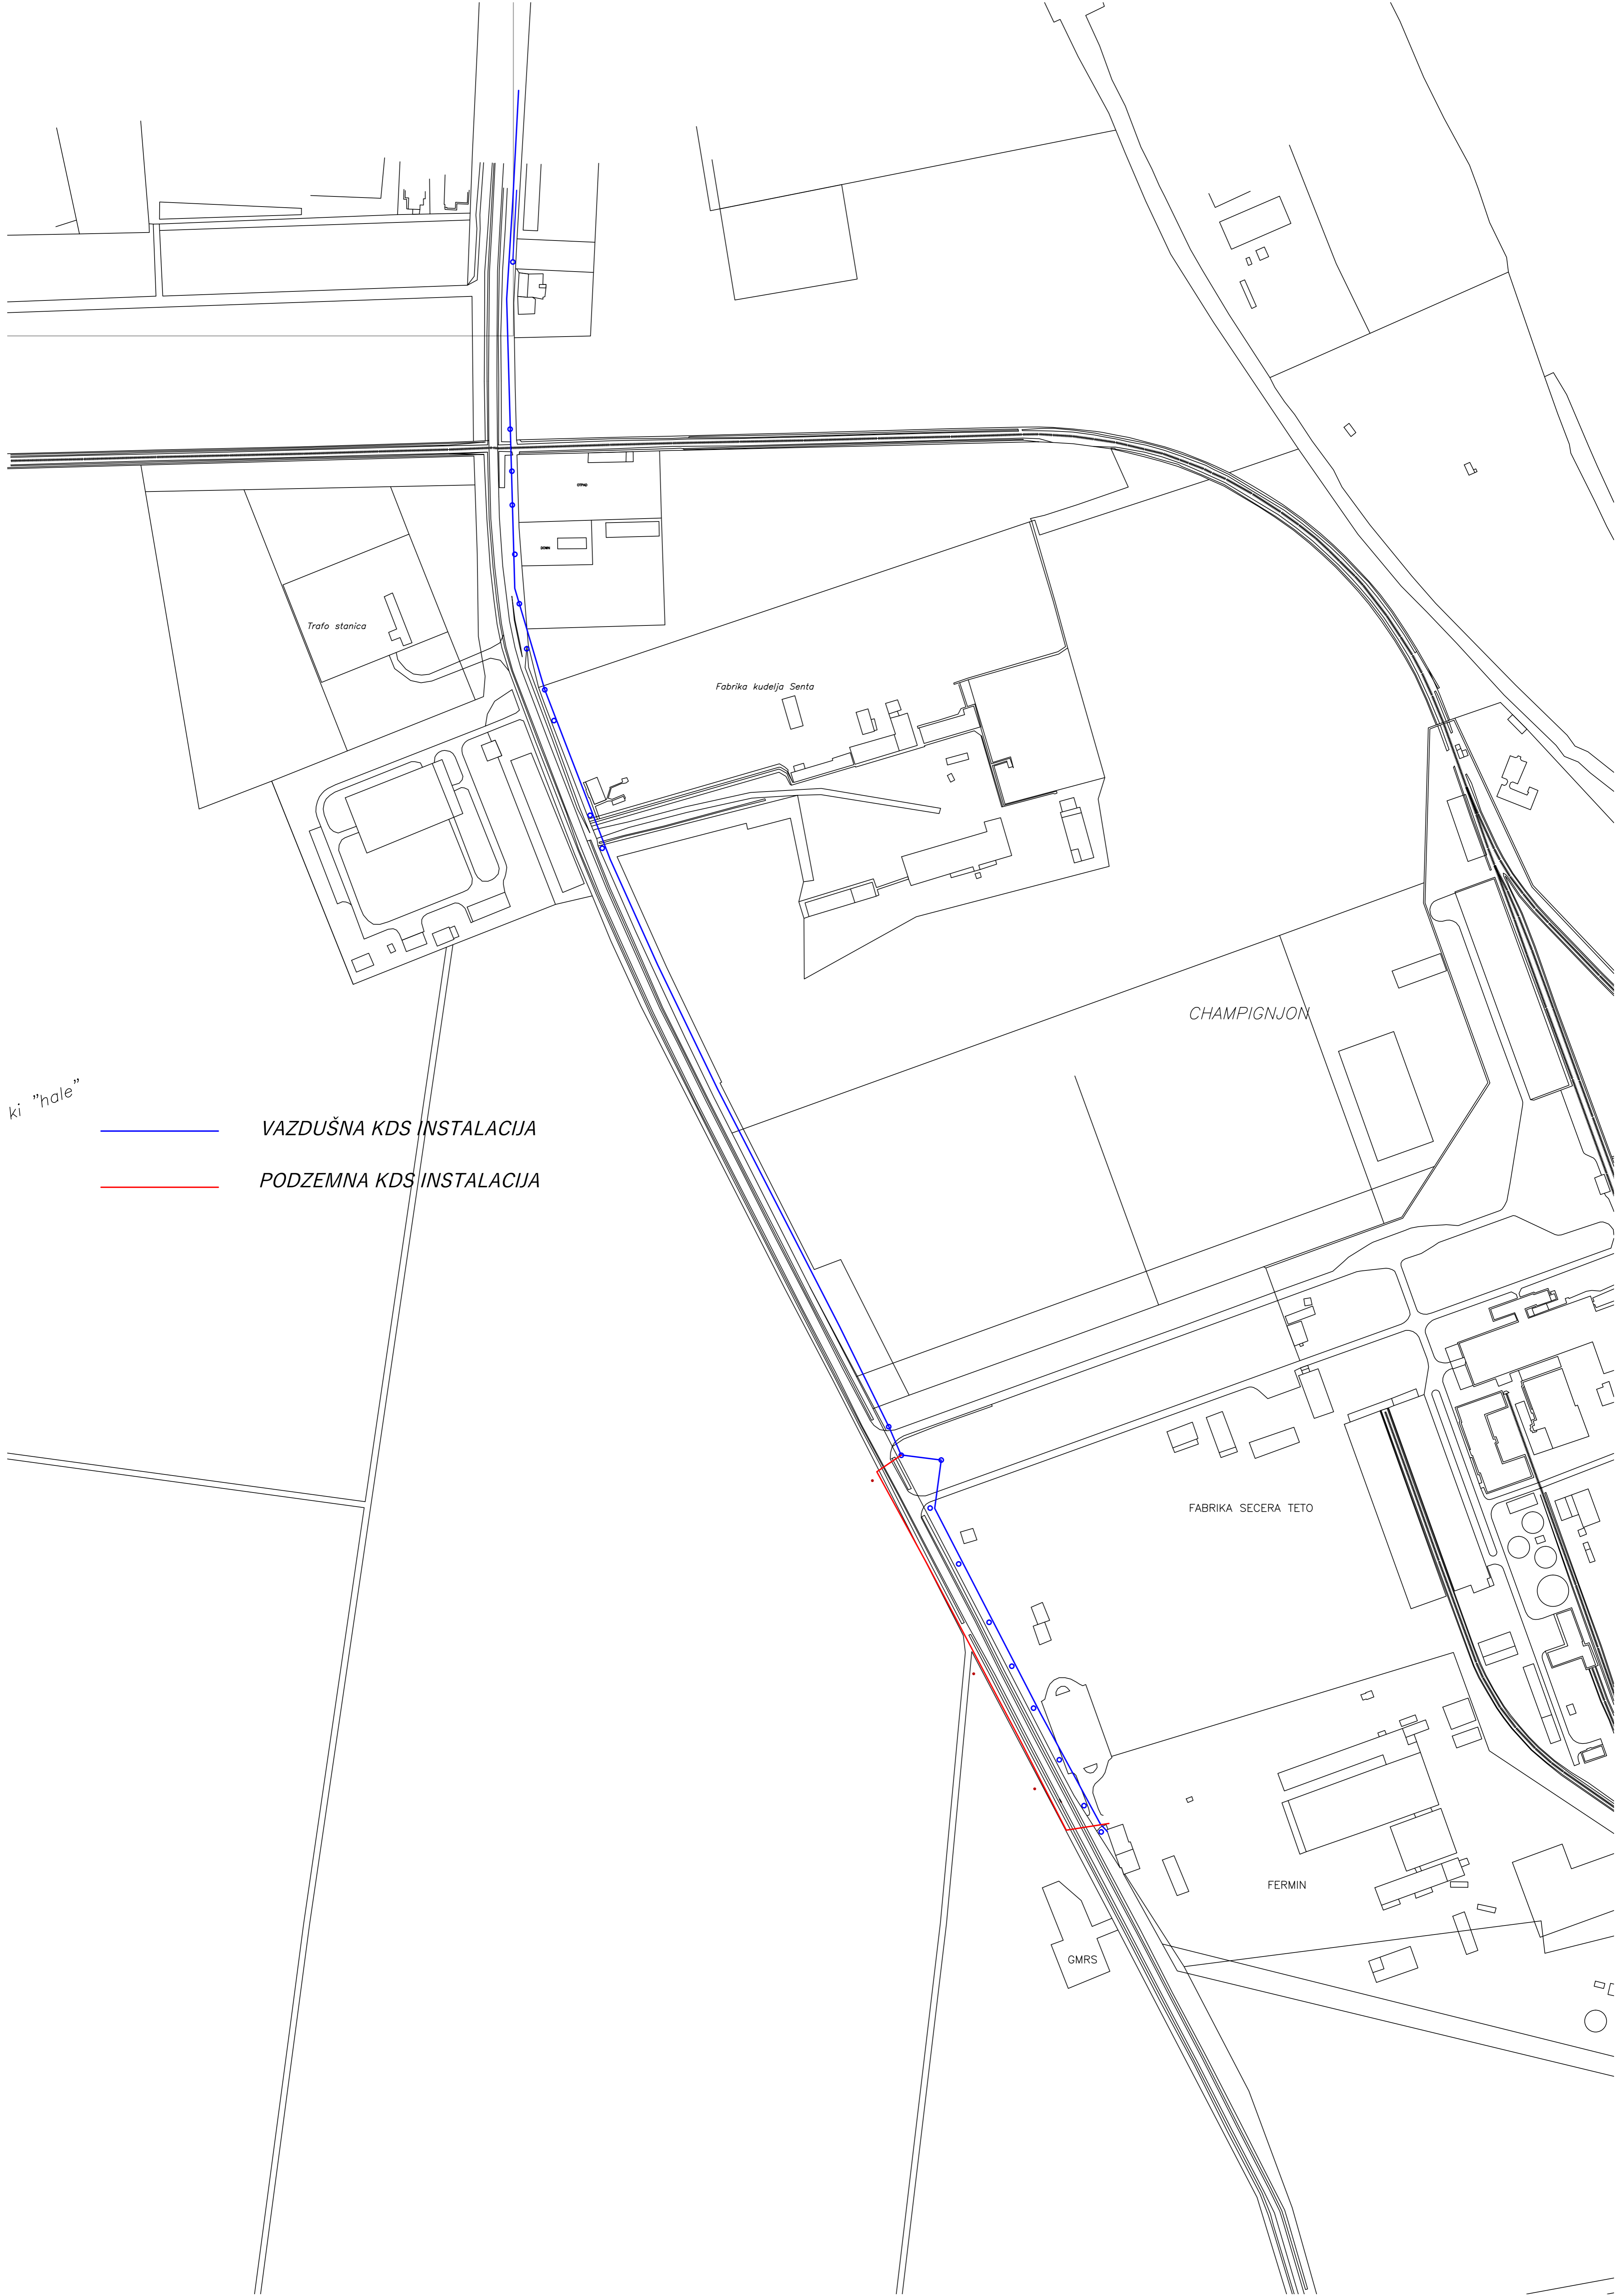 OTPAD
Trafo stanica
Fabrika kudelja Senta
CHAMPIGNJON
ki "hale"
VAZDUŠNA KDS INSTALACIJA
PODZEMNA KDS INSTALACIJA
FABRIKA SECERA TETO
FERMIN
GMRS